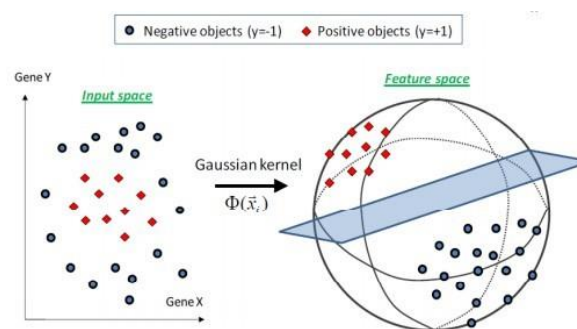 Negative objects (y=-1) Positive objects (y=+1)
Gene Y
Input space
Feature space
Gaussian kernel
Φ(x⃗ᵢ)
Gene X